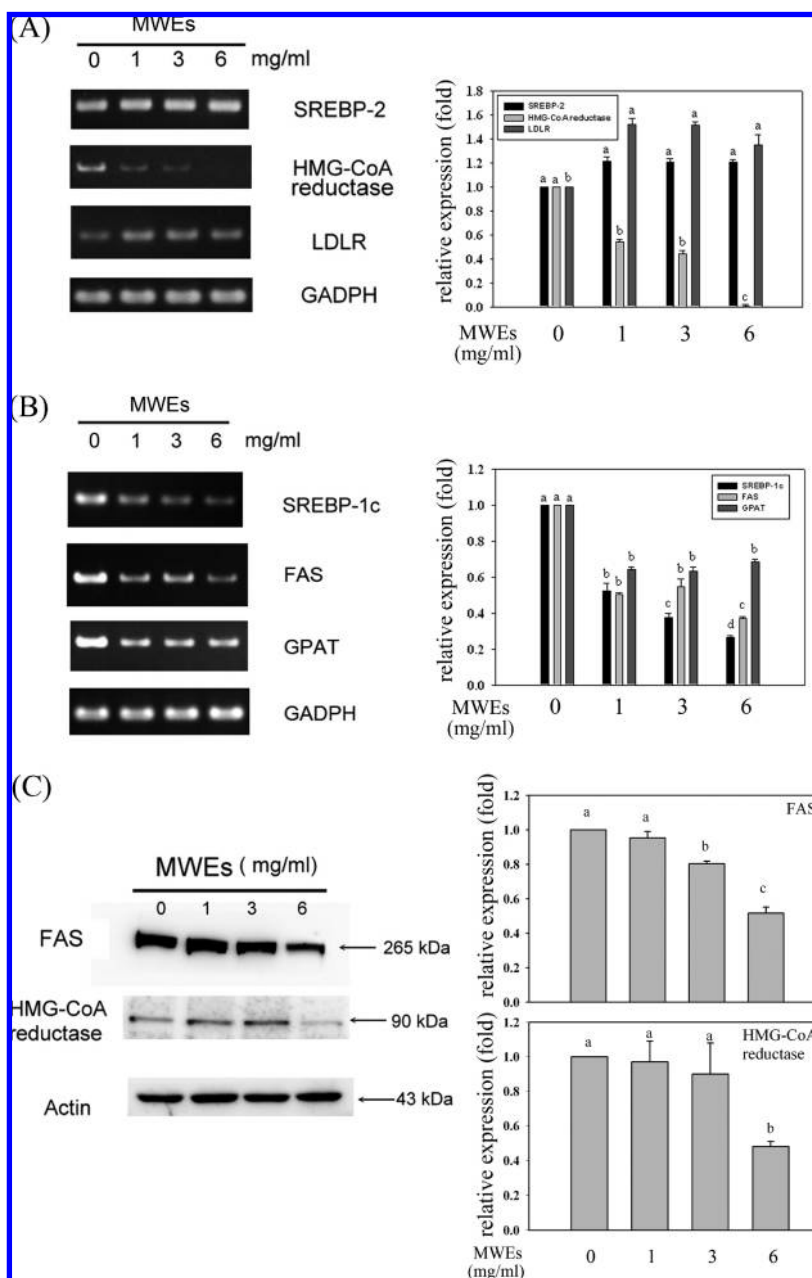 (A)
MWEs
0 1 3 6 mg/ml
SREBP-2
HMG-CoA
reductase
LDLR
GADPH
relative expression (fold)
1.8
1.6
1.4
1.2
1.0
0.8
0.6
0.4
0.2
0.0
SREBP-2
HMG-CoA reductase
LDLR
a a b
a b a
a b a
a c a
MWEs
(mg/ml)
0 1 3 6
(B)
MWEs
0 1 3 6 mg/ml
SREBP-1c
FAS
GPAT
GADPH
relative expression (fold)
1.2
1.0
0.8
0.6
0.4
0.2
0.0
SREBP-1c
FAS
GPAT
a a a
b b b
c b b
d c b
MWEs
(mg/ml)
0 1 3 6
(C)
MWEs ( mg/ml)
0 1 3 6
FAS
265 kDa
HMG-CoA
reductase
90 kDa
Actin
43 kDa
relative expression (fold)
1.2
1.0
0.8
0.6
0.4
0.2
0.0
FAS
a a b c
relative expression (fold)
1.2
1.0
0.8
0.6
0.4
0.2
0.0
HMG-CoA
reductase
a a a b
MWEs
(mg/ml)
0 1 3 6